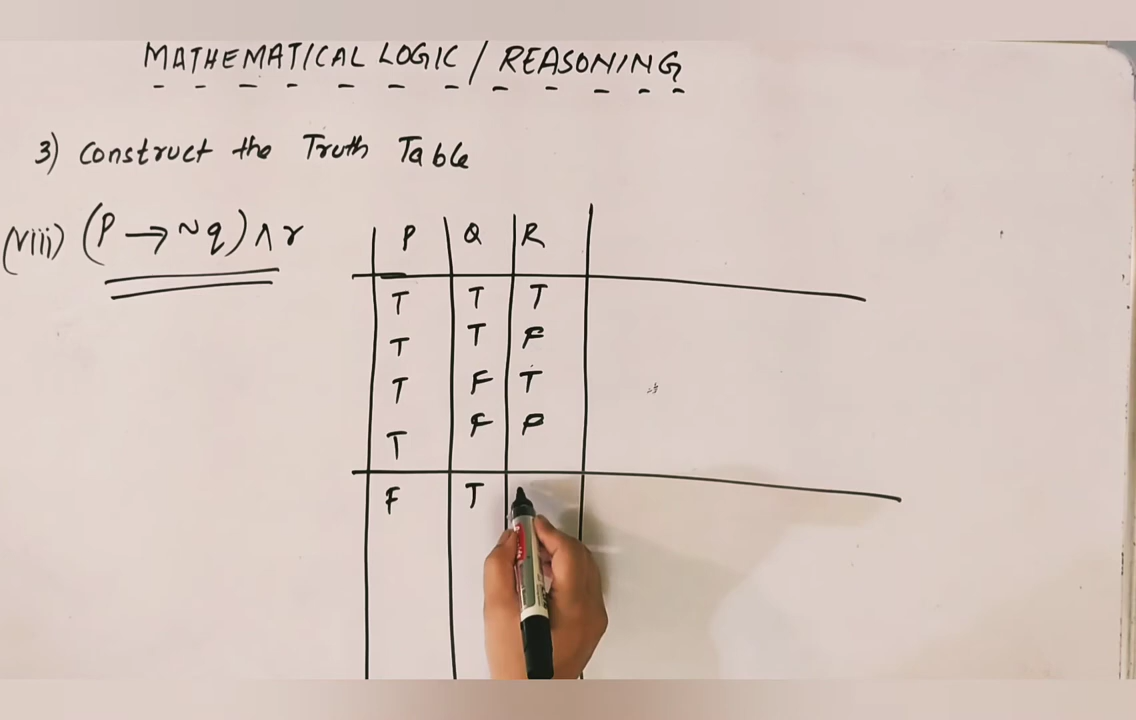 MATHEMATICAL LOGIC / REASONING
3) Construct the Truth Table
(viii) (P → ~q) ∧ r
P Q R
T T T
T T F
T F T
T F F
F T